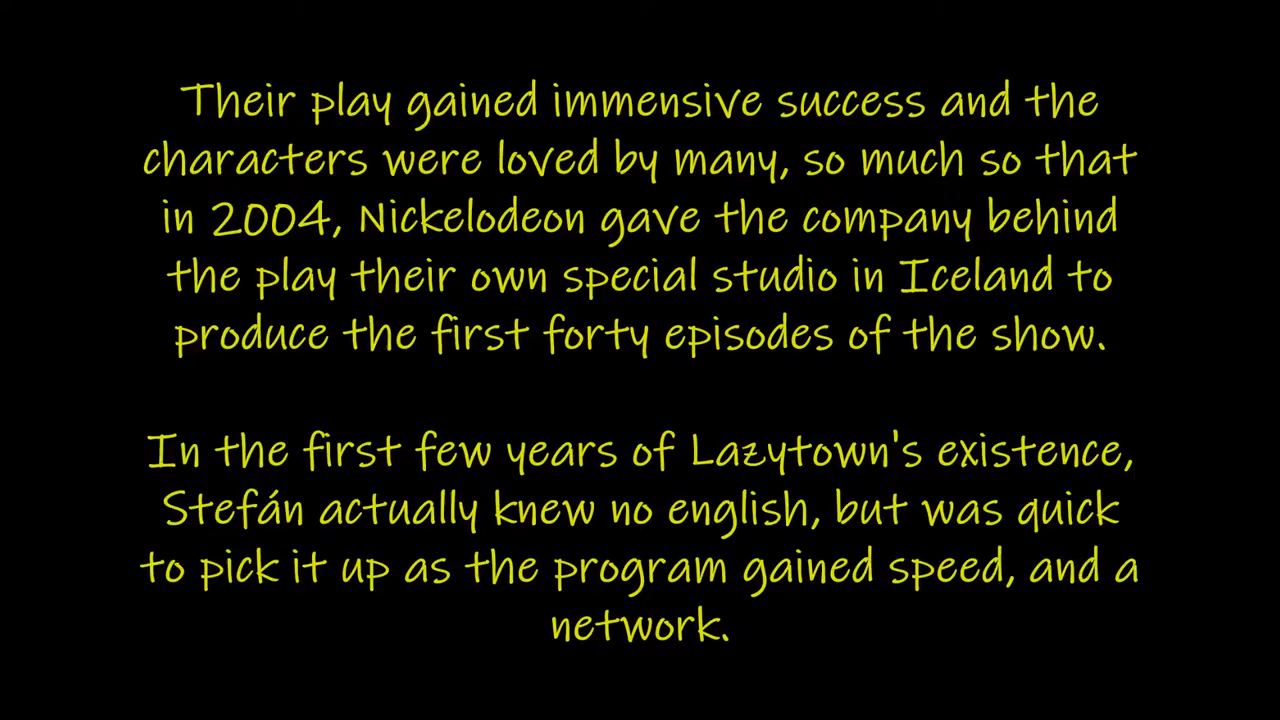 Their play gained immensive success and the
characters were loved by many, so much so that
in 2004, Nickelodeon gave the company behind
the play their own special studio in Iceland to
produce the first forty episodes of the show.
In the first few years of Lazytown's existence,
Stefán actually knew no english, but was quick
to pick it up as the program gained speed, and a
network.